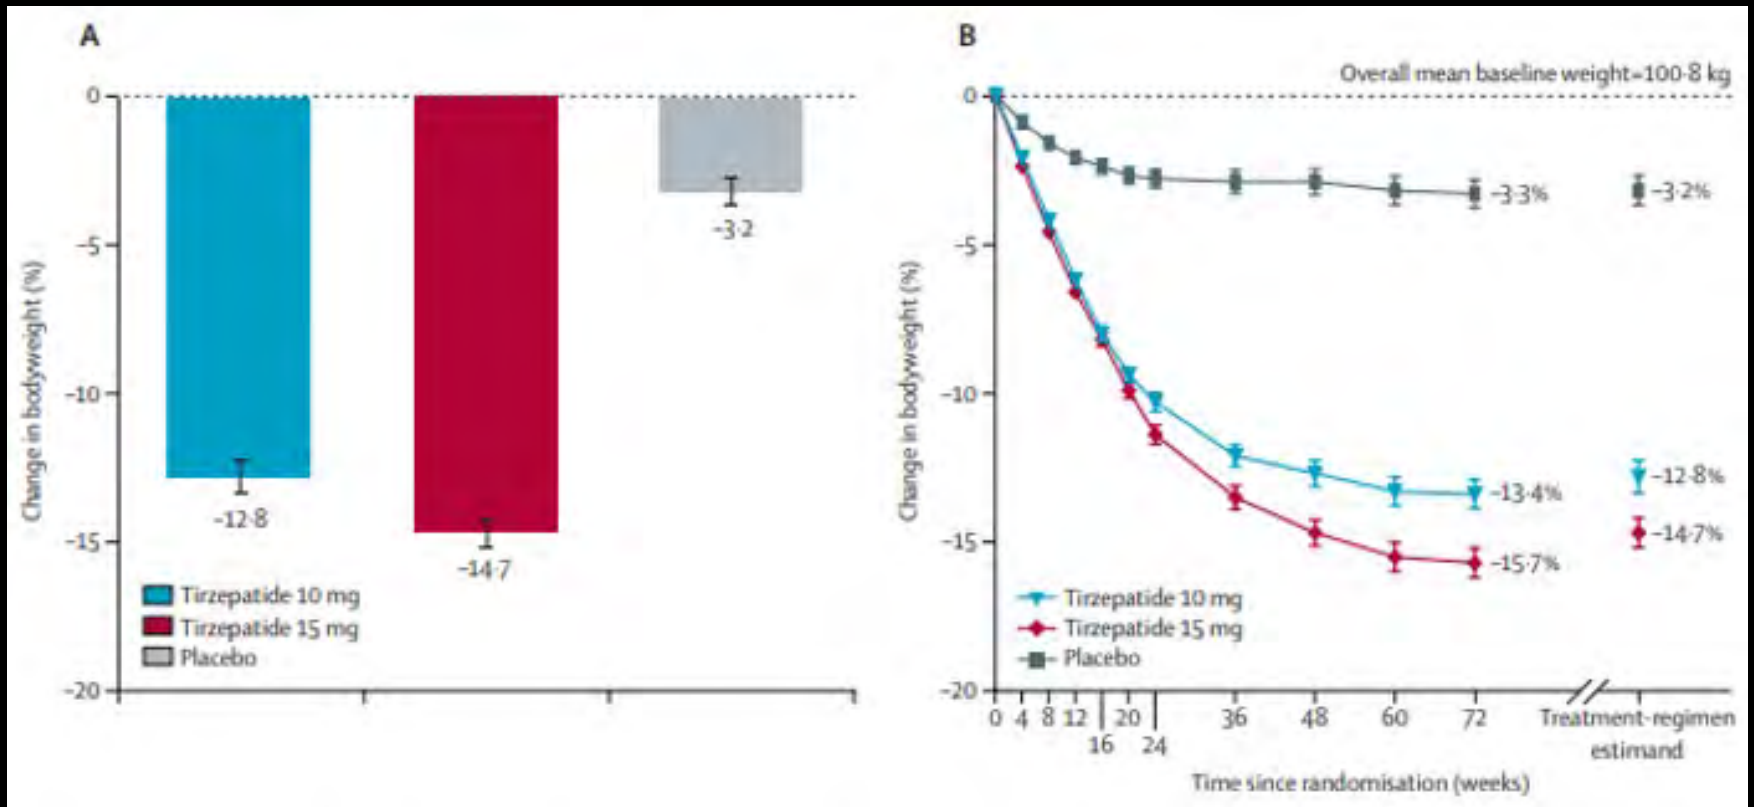 A
0
−5
−10
−15
−20
Change in bodyweight (%)
−12·8
−14·7
−3·2
Tirzepatide 10 mg
Tirzepatide 15 mg
Placebo
B
Overall mean baseline weight=100·8 kg
0
−5
−10
−15
−20
Change in bodyweight (%)
−3·3%
−3·2%
−13·4%
−12·8%
−15·7%
−14·7%
Tirzepatide 10 mg
Tirzepatide 15 mg
Placebo
0 4 8 12 20 36 48 60 72 Treatment-regimen
16 24 estimand
Time since randomisation (weeks)